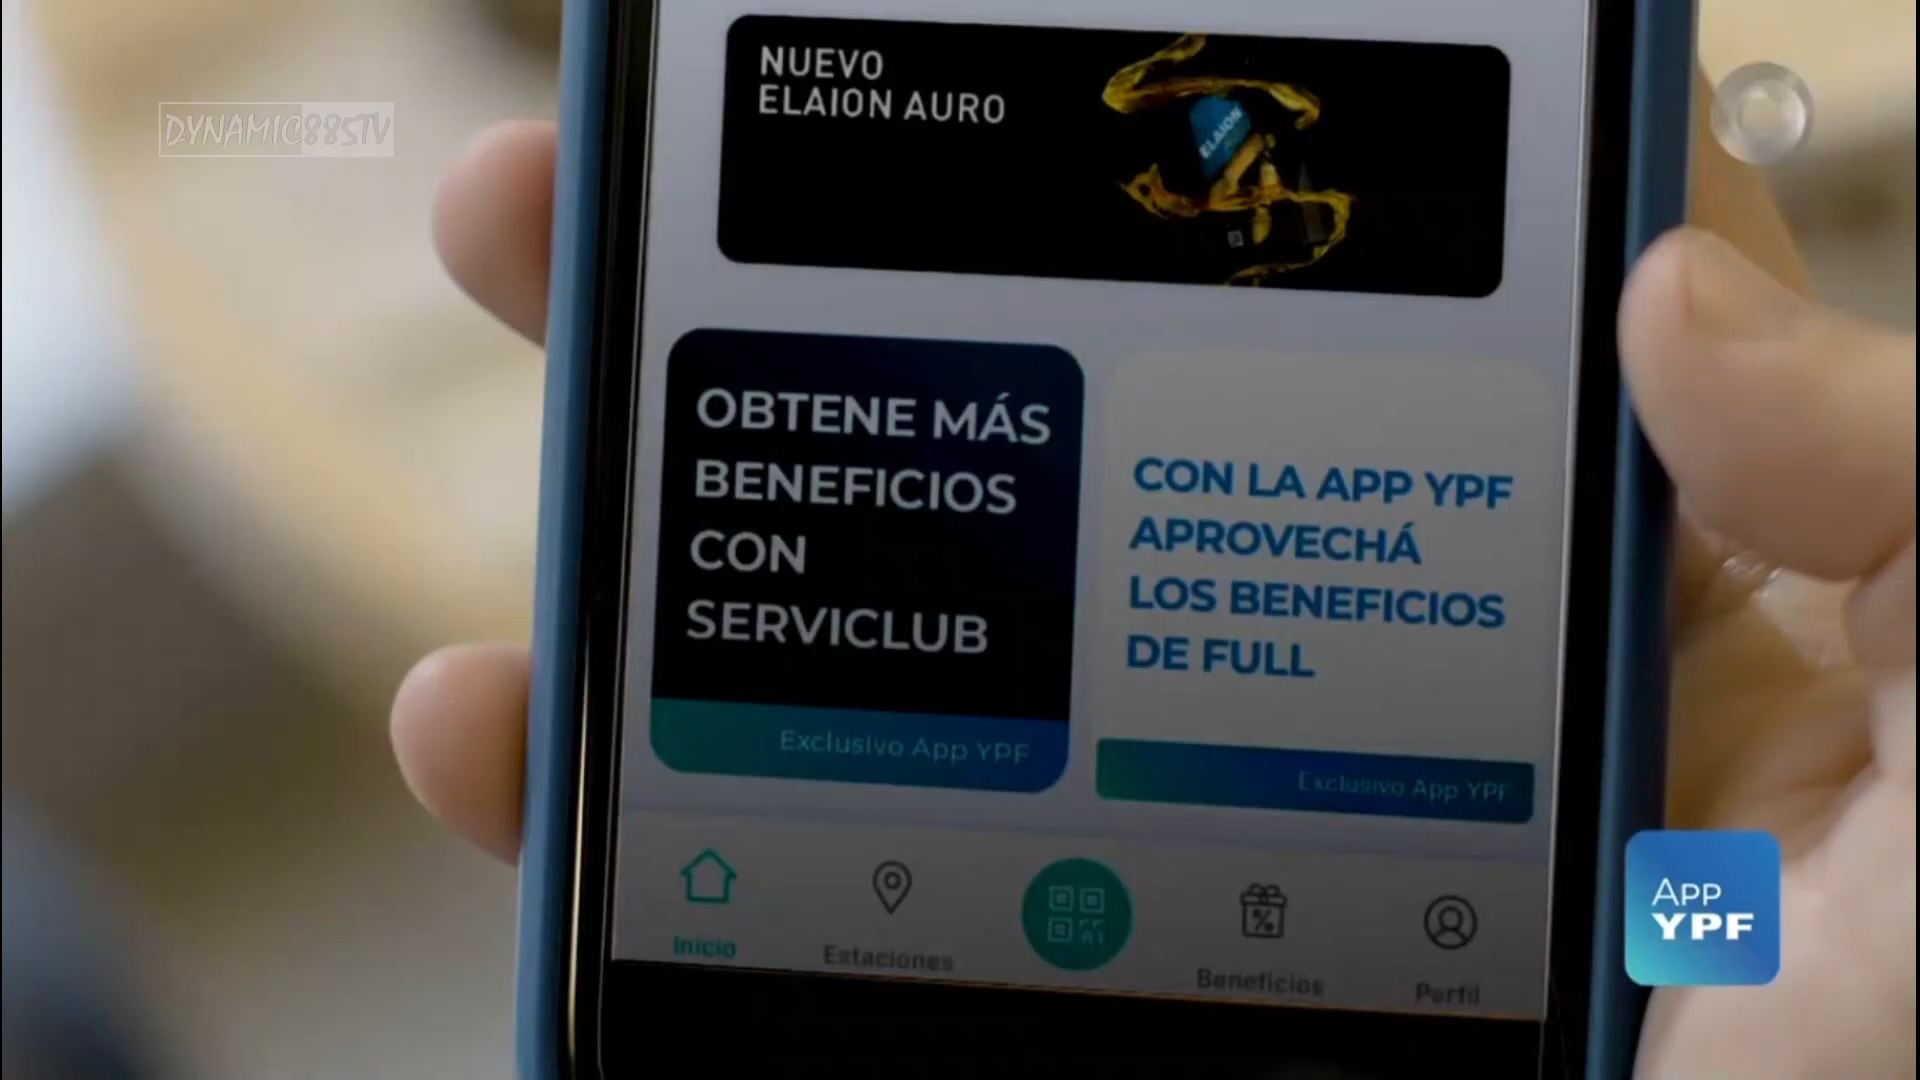 DYNAMIC88STV
NUEVO
ELAION AURO
ELAION
OBTENE MÁS
BENEFICIOS
CON
SERVICLUB
Exclusivo App YPF
CON LA APP YPF
APROVECHÁ
LOS BENEFICIOS
DE FULL
Exclusivo App YPF
Inicio
Estaciones
Beneficios
Perfil
APP
YPF